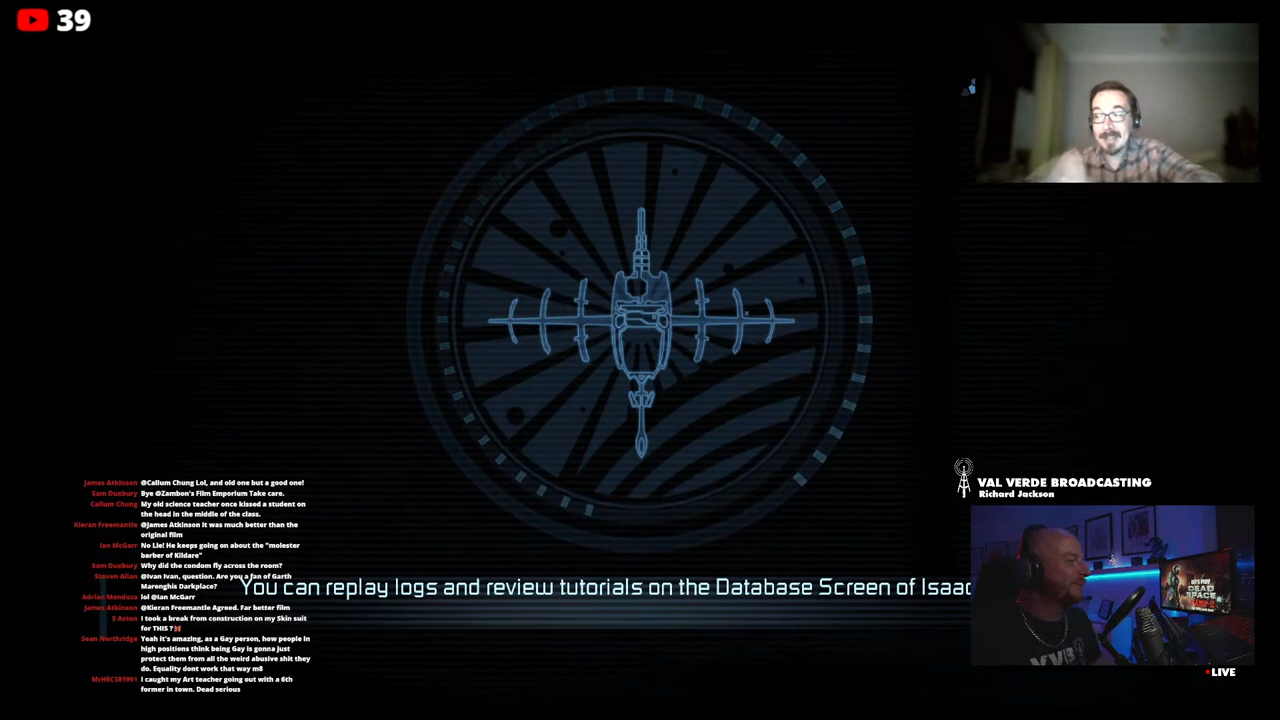 39
James Atkinson @Callum Chung Lol, and old one but a good one!
Sam Duxbury Bye @Zambon's Film Emporium Take care.
Callum Chung My old science teacher once kissed a student on
the head in the middle of the class.
Kieran Freemantle @James Atkinson It was much better than the
original film
Ian McGarr No Lie! He keeps going on about the "molester
barber of Kildare"
Sam Duxbury Why did the condom fly across the room?
Steven Allan @Ivan Ivan, question. Are you a fan of Garth
Marenghis Darkplace?
Adrian Mendoza lol @Ian McGarr
James Atkinson @Kieran Freemantle Agreed. Far better film
S Asten I took a break from construction on my Skin suit
for THIS ?
Sean Northridge Yeah it's amazing, as a Gay person, how people in
high positions think being Gay is gonna just
protect them from all the weird abusive shit they
do. Equality dont work that way m8
MrHEC381991 I caught my Art teacher going out with a 6th
former in town. Dead serious
You can replay logs and review tutorials on the Database Screen of Isaac
VAL VERDE BROADCASTING
Richard Jackson
LET'S PLAY
DEAD
SPACE
VVB
LIVE